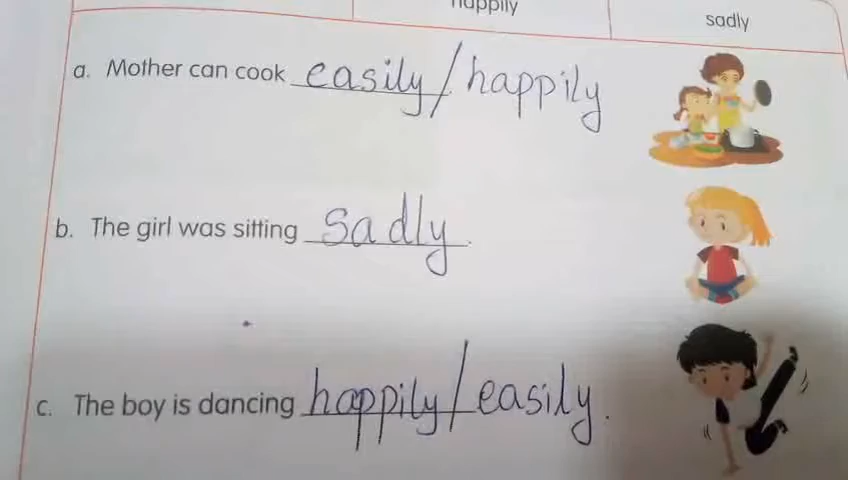 happily
sadly
a. Mother can cook easily/happily
b. The girl was sitting sadly.
c. The boy is dancing happily/easily.